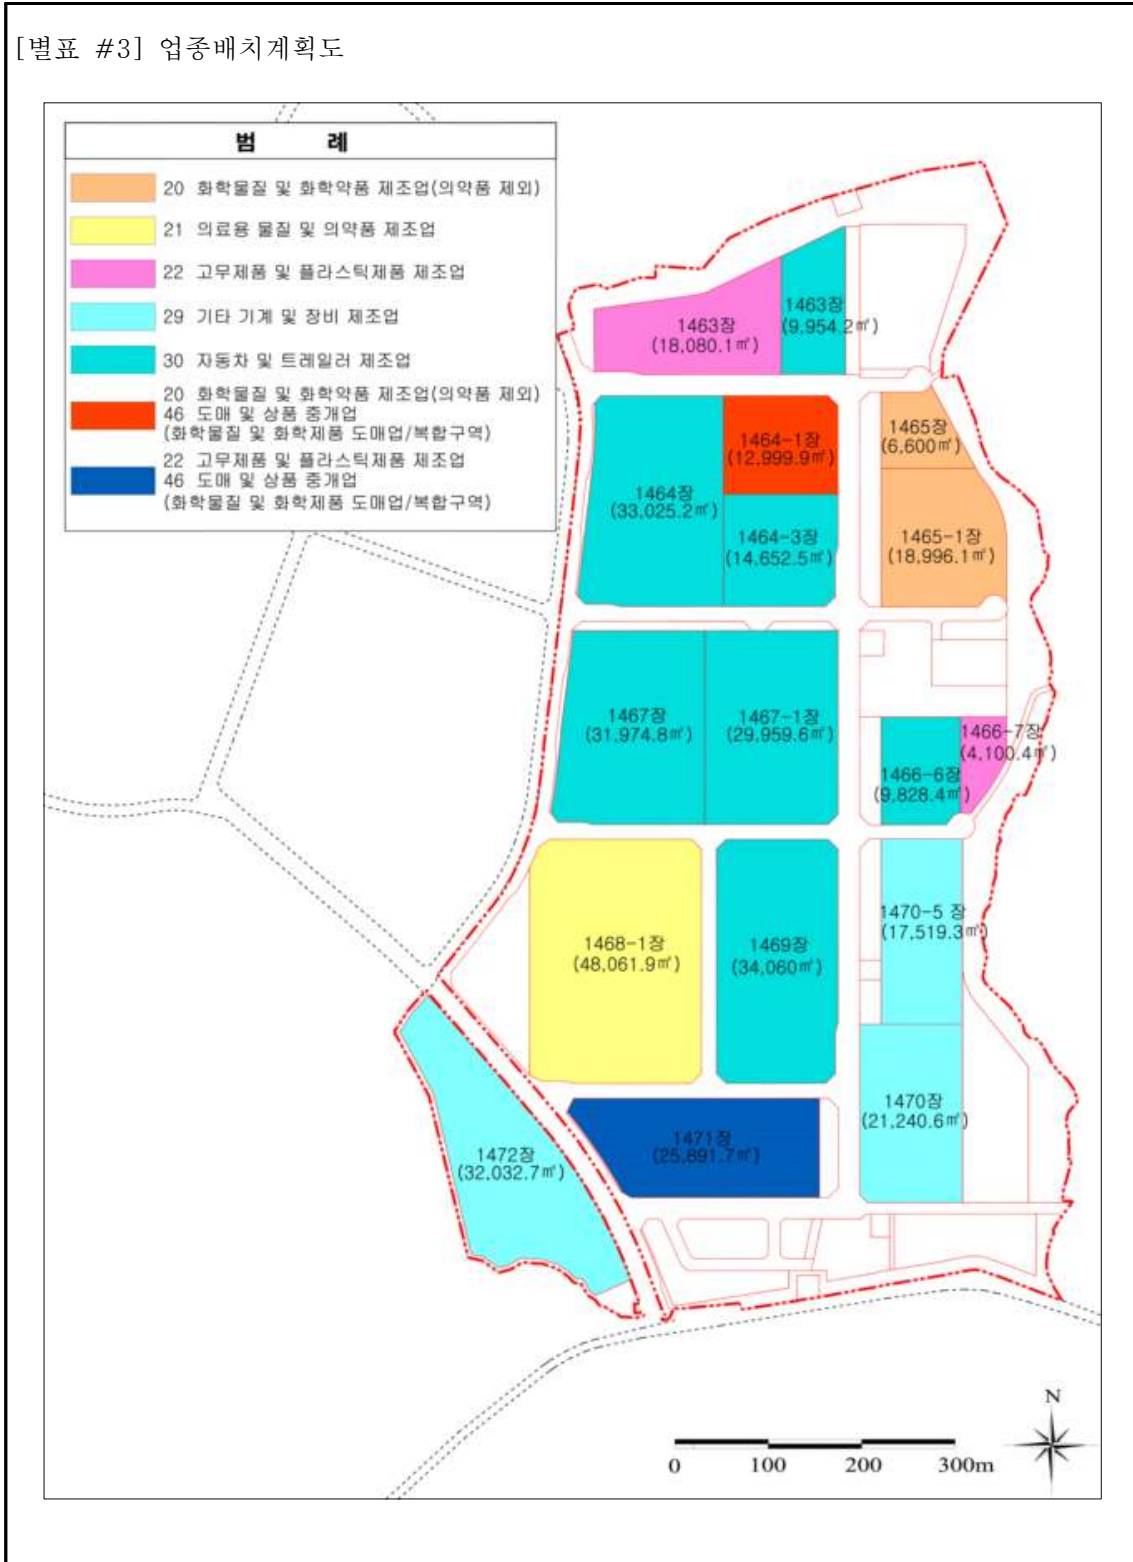 [별표 #3] 업종배치계획도
범 례
20 화학물질 및 화학약품 제조업(의약품 제외)
21 의료용 물질 및 의약품 제조업
22 고무제품 및 플라스틱제품 제조업
29 기타 기계 및 장비 제조업
30 자동차 및 트레일러 제조업
20 화학물질 및 화학약품 제조업(의약품 제외)
46 도매 및 상품 중개업
(화학물질 및 화학제품 도매업/복합구역)
22 고무제품 및 플라스틱제품 제조업
46 도매 및 상품 중개업
(화학물질 및 화학제품 도매업/복합구역)
1463장
(9,954.2㎡)
1463장
(18,080.1㎡)
1464-1장
(12,999.9㎡)
1465장
(6,600㎡)
1464장
(33,025.2㎡)
1464-3장
(14,652.5㎡)
1465-1장
(18,996.1㎡)
1467장
(31,974.8㎡)
1467-1장
(29,959.6㎡)
1466-7장
(4,100.4㎡)
1466-6장
(9,828.4㎡)
1470-5 장
(17,519.3㎡)
1468-1장
(48,061.9㎡)
1469장
(34,060㎡)
1470장
(21,240.6㎡)
1471장
(25,891.7㎡)
1472장
(32,032.7㎡)
N
0 100 200 300m